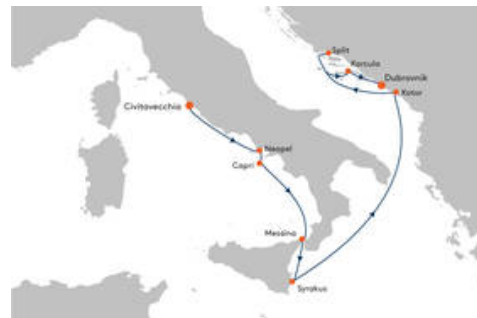 Split
Korcula
Dubrovnik
Kotor
Civitavecchia
Neapel
Capri
Messina
Syrakus